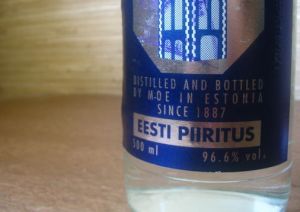 DISTILLED AND BOTTLED
BY MOE IN ESTONIA
SINCE 1887
EESTI PIIRITUS
500 ml 96.6% vol.